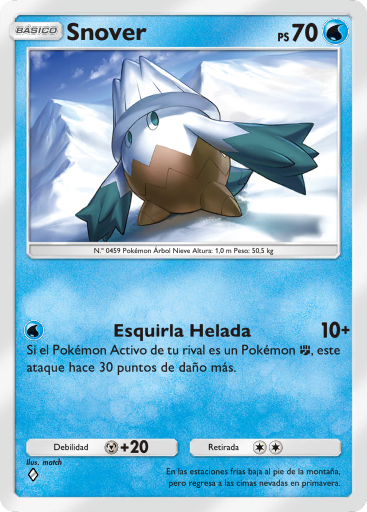 BÁSICO Snover PS 70
N.º 0459 Pokémon Árbol Nieve Altura: 1,0 m Peso: 50,5 kg
Esquirla Helada 10+
Si el Pokémon Activo de tu rival es un Pokémon , este
ataque hace 30 puntos de daño más.
Debilidad +20 Retirada
Ilus. match
En las estaciones frías baja al pie de la montaña,
pero regresa a las cimas nevadas en primavera.